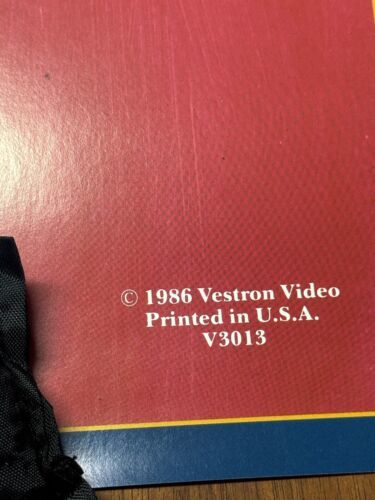 © 1986 Vestron Video
Printed in U.S.A.
V3013